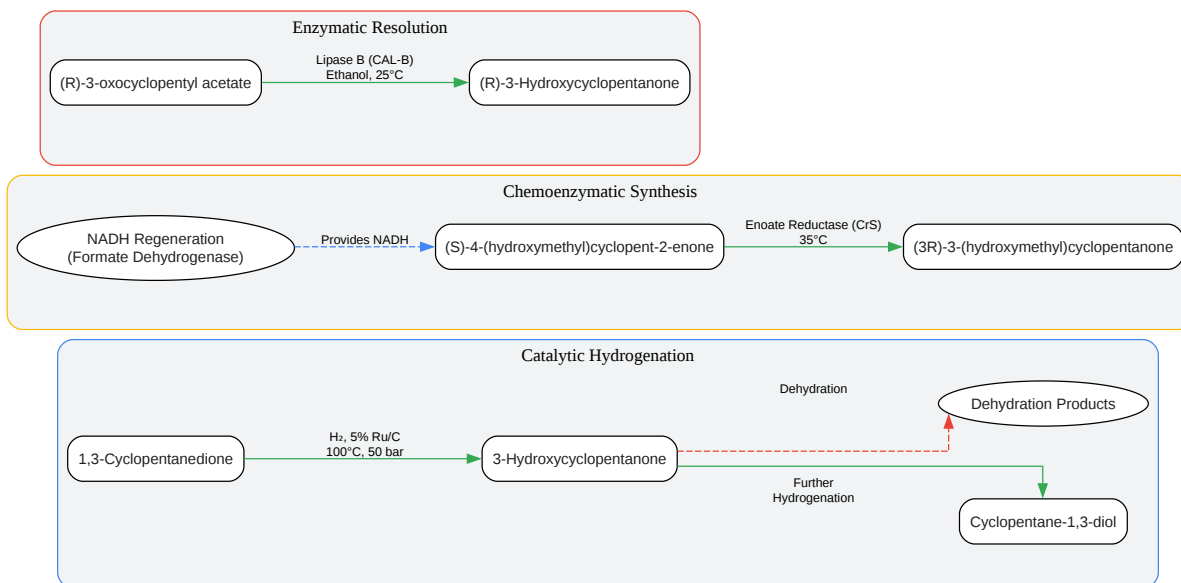 Enzymatic Resolution
(R)-3-oxocyclopentyl acetate
Lipase B (CAL-B)
Ethanol, 25°C
(R)-3-Hydroxycyclopentanone
Chemoenzymatic Synthesis
NADH Regeneration
(Formate Dehydrogenase)
Provides NADH
(S)-4-(hydroxymethyl)cyclopent-2-enone
Enoate Reductase (CrS)
35°C
(3R)-3-(hydroxymethyl)cyclopentanone
Catalytic Hydrogenation
1,3-Cyclopentanedione
H₂, 5% Ru/C
100°C, 50 bar
3-Hydroxycyclopentanone
Dehydration
Dehydration Products
Further
Hydrogenation
Cyclopentane-1,3-diol